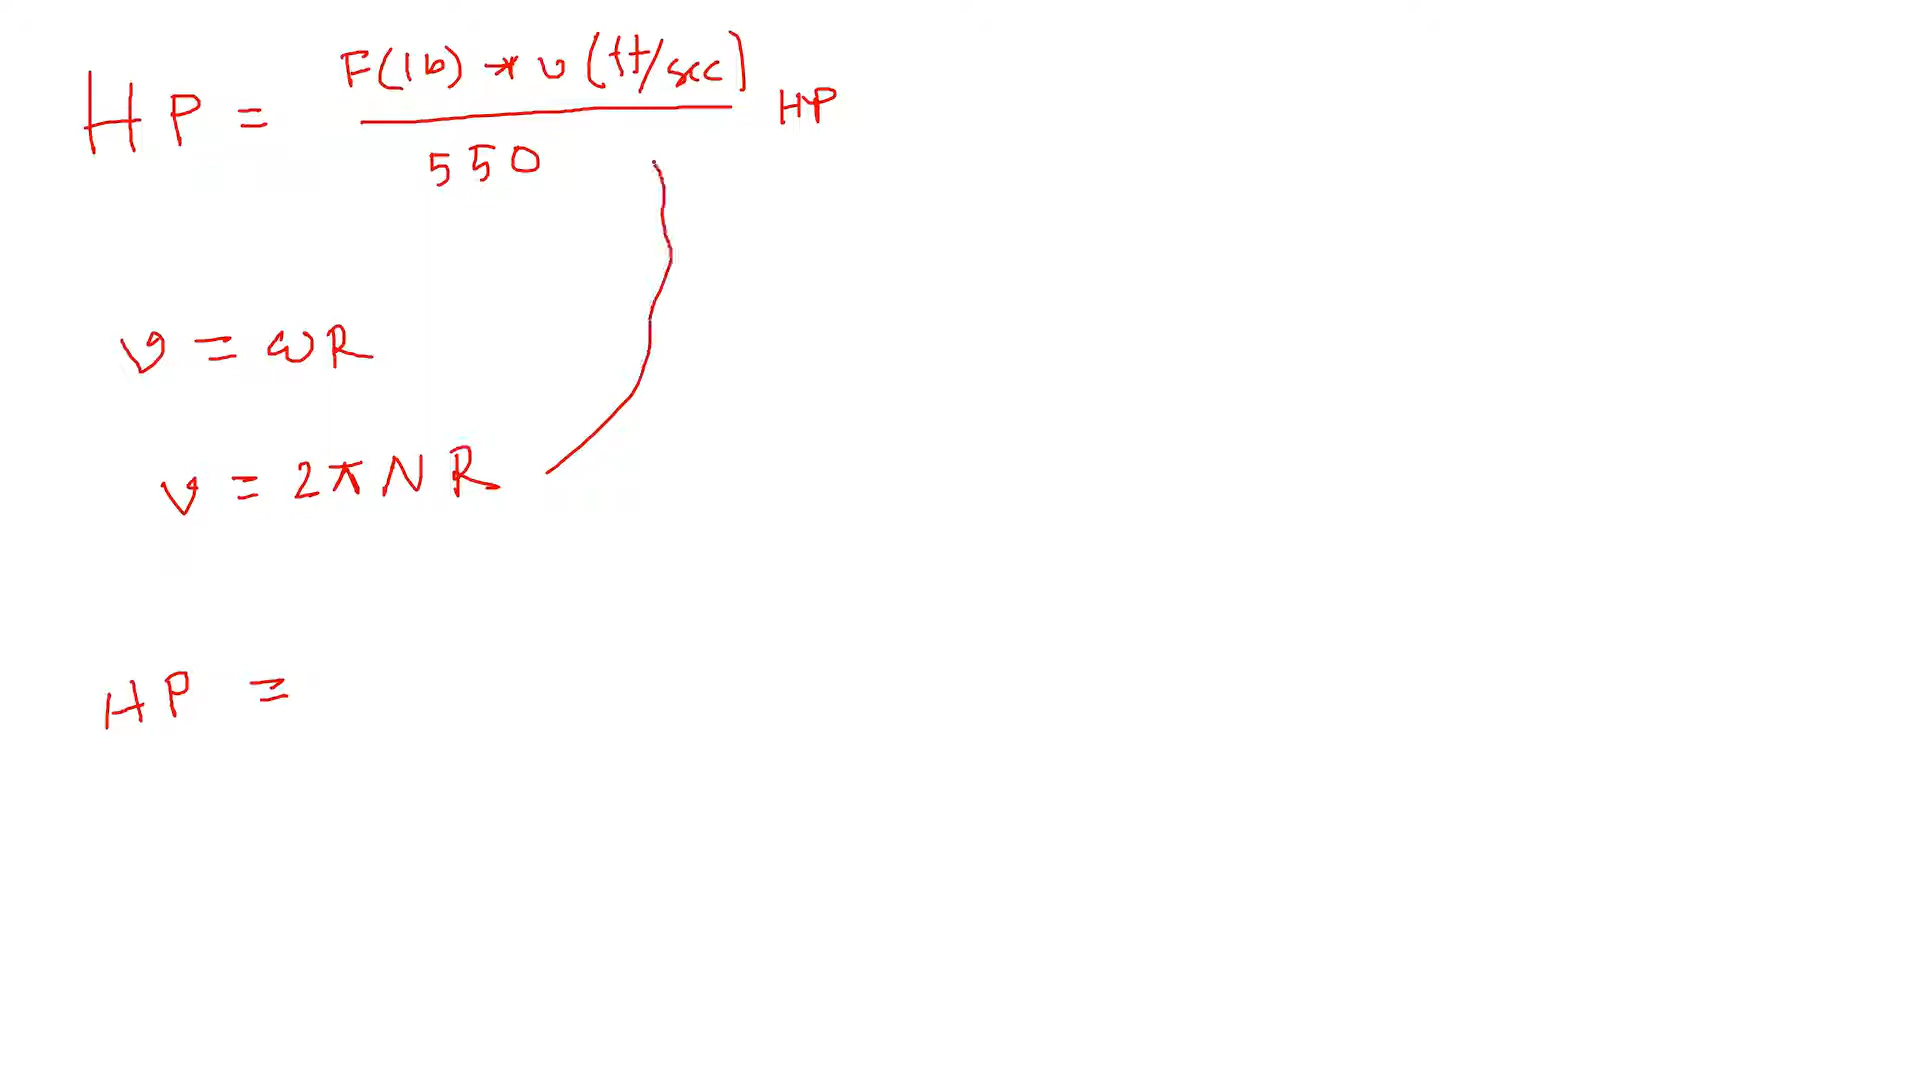 HP = F(lb) * v (ft/sec) / 550 HP
v = ωR
v = 2πNR
HP =